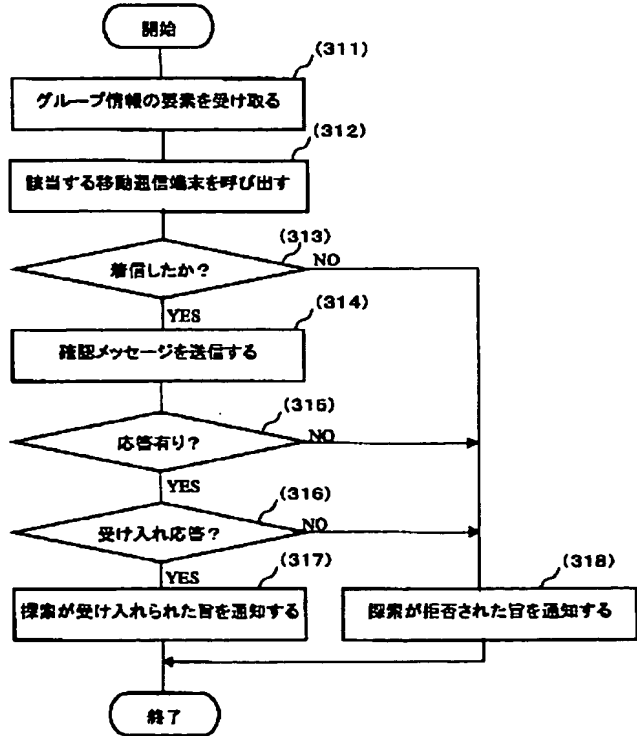 開始
(311)
グループ情報の要素を受け取る
(312)
該当する移動通信端末を呼び出す
(313)
着信したか？
NO
YES
(314)
確認メッセージを送信する
(315)
応答有り？
NO
YES
(316)
受け入れ応答？
NO
YES
(317)
探索が受け入れられた旨を通知する
(318)
探索が拒否された旨を通知する
終了